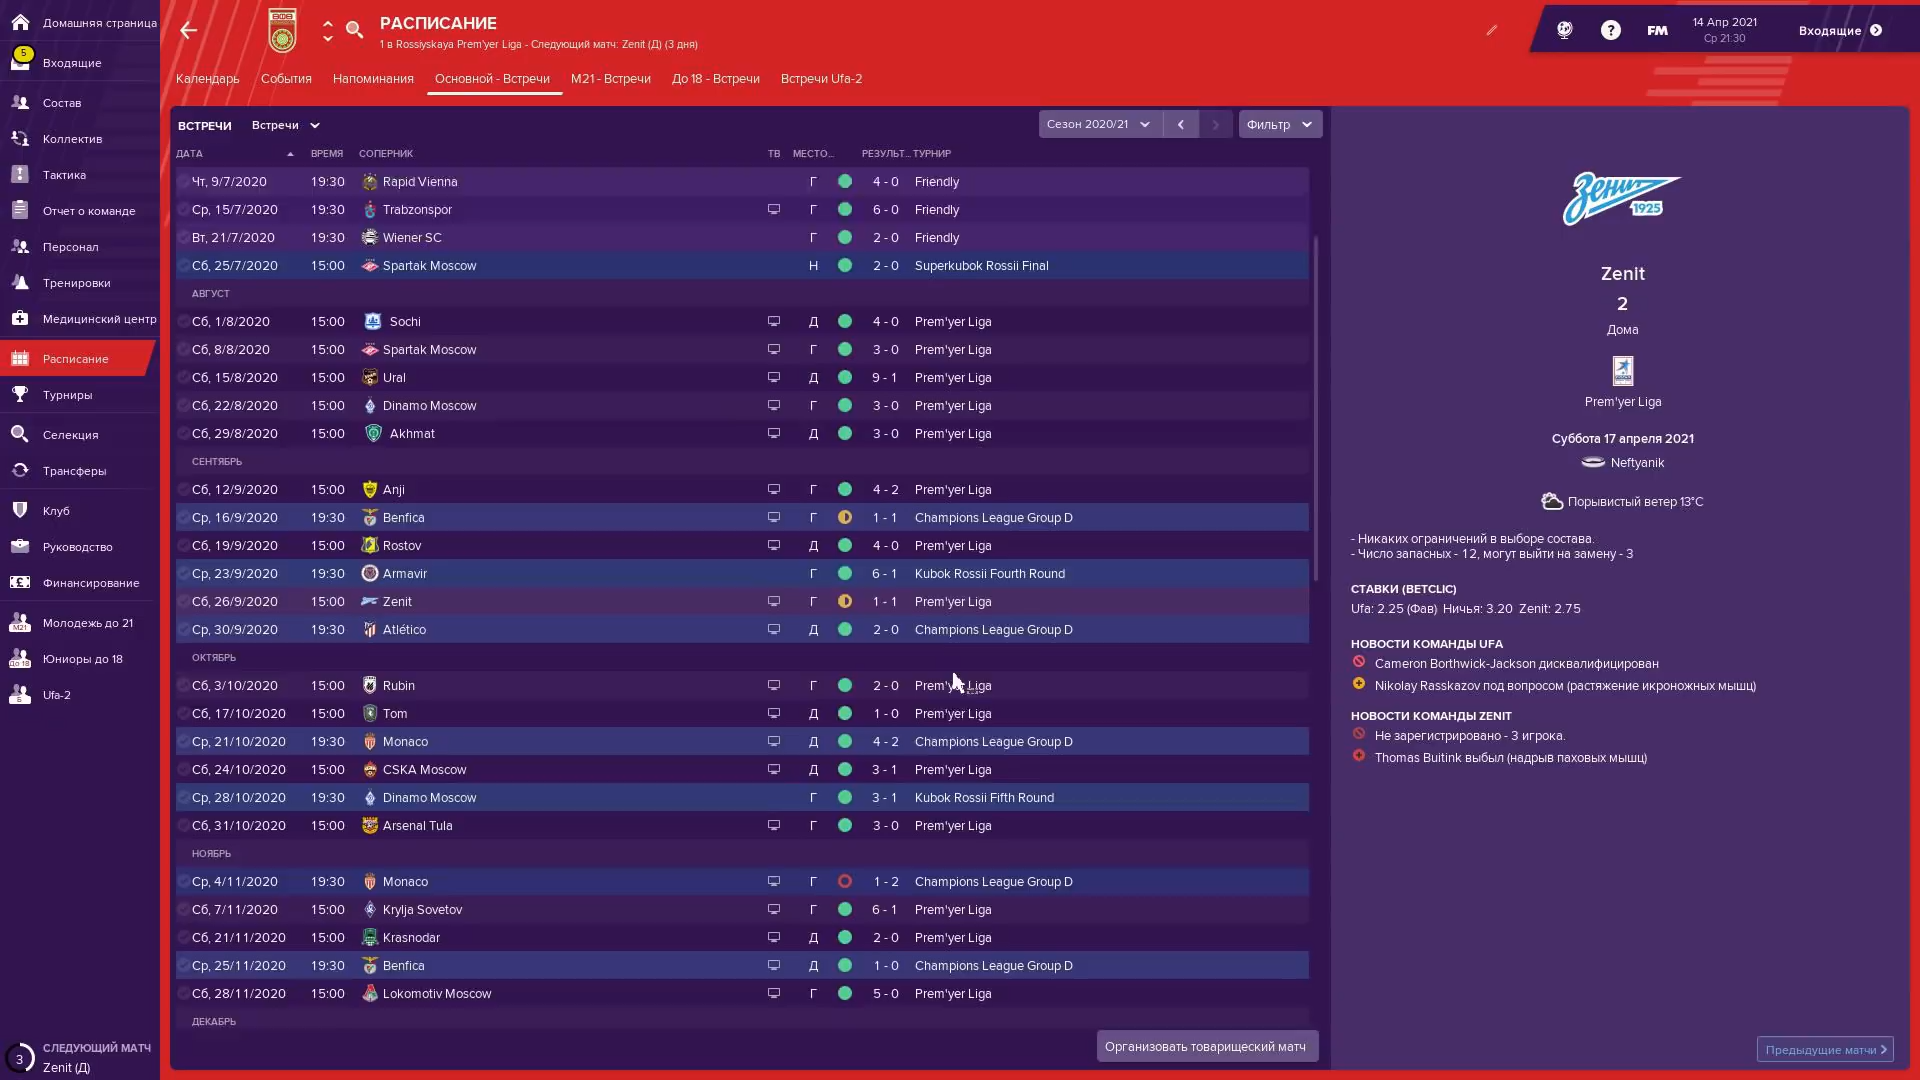 Домашняя страница
5
Входящие
Состав
Коллектив
Тактика
Отчет о команде
Персонал
Тренировки
Медицинский центр
Расписание
Турниры
Селекция
Трансферы
Клуб
Руководство
Финансирование
М21
Молодежь до 21
До 18
Юниоры до 18
Б
Ufa-2
СЛЕДУЮЩИЙ МАТЧ
3
Zenit (Д)
РАСПИСАНИЕ
1 в Rossiyskaya Prem'yer Liga - Следующий матч: Zenit (Д) (3 дня)
FM
14 Апр 2021
Ср 21:30
Входящие
Календарь События Напоминания Основной - Встречи М21 - Встречи До 18 - Встречи Встречи Ufa-2
ВСТРЕЧИ Встречи
Сезон 2020/21
Фильтр
ДАТА ВРЕМЯ СОПЕРНИК ТВ МЕСТО... РЕЗУЛЬТ... ТУРНИР
Чт, 9/7/2020 19:30 Rapid Vienna Г 4 - 0 Friendly
Ср, 15/7/2020 19:30 Trabzonspor Г 6 - 0 Friendly
Вт, 21/7/2020 19:30 Wiener SC Г 2 - 0 Friendly
Сб, 25/7/2020 15:00 Spartak Moscow Н 2 - 0 Superkubok Rossii Final
АВГУСТ
Сб, 1/8/2020 15:00 Sochi Д 4 - 0 Prem'yer Liga
Сб, 8/8/2020 15:00 Spartak Moscow Г 3 - 0 Prem'yer Liga
Сб, 15/8/2020 15:00 Ural Д 9 - 1 Prem'yer Liga
Сб, 22/8/2020 15:00 Dinamo Moscow Г 3 - 0 Prem'yer Liga
Сб, 29/8/2020 15:00 Akhmat Д 3 - 0 Prem'yer Liga
СЕНТЯБРЬ
Сб, 12/9/2020 15:00 Anji Г 4 - 2 Prem'yer Liga
Ср, 16/9/2020 19:30 Benfica Г 1 - 1 Champions League Group D
Сб, 19/9/2020 15:00 Rostov Д 4 - 0 Prem'yer Liga
Ср, 23/9/2020 19:30 Armavir Г 6 - 1 Kubok Rossii Fourth Round
Сб, 26/9/2020 15:00 Zenit Г 1 - 1 Prem'yer Liga
Ср, 30/9/2020 19:30 Atlético Д 2 - 0 Champions League Group D
ОКТЯБРЬ
Сб, 3/10/2020 15:00 Rubin Г 2 - 0 Prem'yer Liga
Сб, 17/10/2020 15:00 Tom Д 1 - 0 Prem'yer Liga
Ср, 21/10/2020 19:30 Monaco Д 4 - 2 Champions League Group D
Сб, 24/10/2020 15:00 CSKA Moscow Д 3 - 1 Prem'yer Liga
Ср, 28/10/2020 19:30 Dinamo Moscow Г 3 - 1 Kubok Rossii Fifth Round
Сб, 31/10/2020 15:00 Arsenal Tula Г 3 - 0 Prem'yer Liga
НОЯБРЬ
Ср, 4/11/2020 19:30 Monaco Г 1 - 2 Champions League Group D
Сб, 7/11/2020 15:00 Krylja Sovetov Г 6 - 1 Prem'yer Liga
Сб, 21/11/2020 15:00 Krasnodar Д 2 - 0 Prem'yer Liga
Ср, 25/11/2020 19:30 Benfica Д 1 - 0 Champions League Group D
Сб, 28/11/2020 15:00 Lokomotiv Moscow Г 5 - 0 Prem'yer Liga
ДЕКАБРЬ
Организовать товарищеский матч
Зенит
1925
Zenit
2
Дома
Prem'yer Liga
Суббота 17 апреля 2021
Neftyanik
Порывистый ветер 13°C
- Никаких ограничений в выборе состава.
- Число запасных - 12, могут выйти на замену - 3
СТАВКИ (BETCLIC)
Ufa: 2.25 (Фав) Ничья: 3.20 Zenit: 2.75
НОВОСТИ КОМАНДЫ UFA
Cameron Borthwick-Jackson дисквалифицирован
Nikolay Rasskazov под вопросом (растяжение икроножных мышц)
НОВОСТИ КОМАНДЫ ZENIT
Не зарегистрировано - 3 игрока.
Thomas Buitink выбыл (надрыв паховых мышц)
Предыдущие матчи